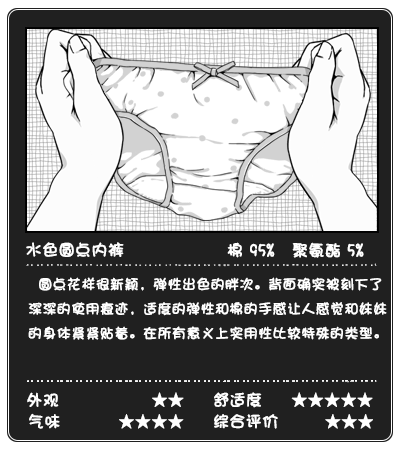 水色圆点内裤 棉 95% 聚氨酯 5%
圆点花样很新颖，弹性出色的胖次。背面确实被刻下了
深深的使用痕迹，适度的弹性和棉的手感让人感觉和妹妹
的身体紧紧贴着。在所有意义上实用性比较特殊的类型。
外观 ★★ 舒适度 ★★★★★
气味 ★★★★ 综合评价 ★★★